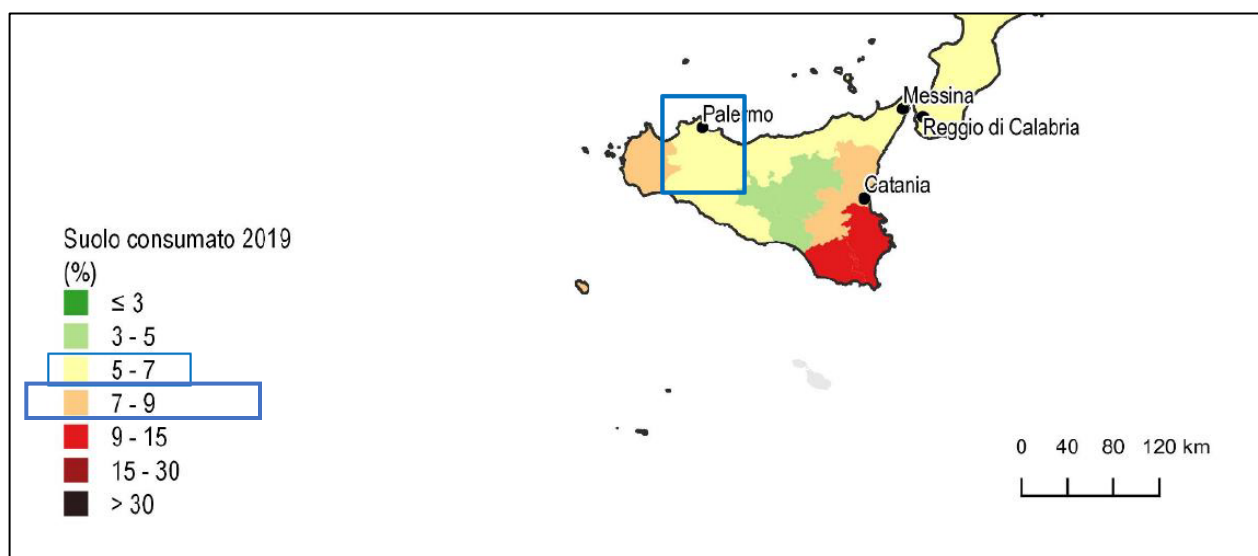 Palermo
Messina
Reggio di Calabria
Catania
Suolo consumato 2019
(%)
≤ 3
3 - 5
5 - 7
7 - 9
9 - 15
15 - 30
> 30
0 40 80 120 km